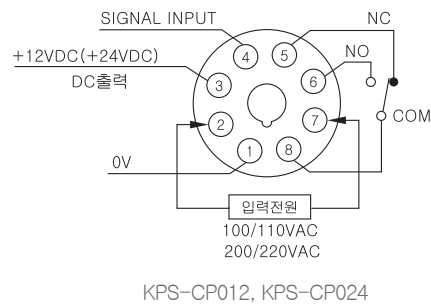 SIGNAL INPUT
NC
+12VDC(+24VDC)
NO
DC출력
4
5
3
6
COM
2
7
1
8
0V
입력전원
100/110VAC
200/220VAC
KPS-CP012, KPS-CP024